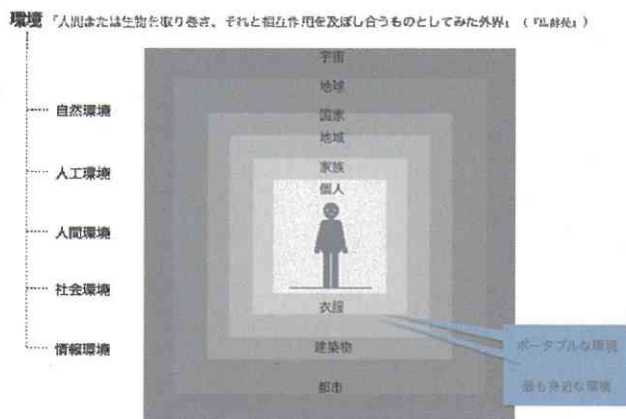 環境 「人間または生物を取り巻き、それと相互作用を及ぼし合うものとしてみた外界」（『広辞苑』）
自然環境
人工環境
人間環境
社会環境
情報環境
宇宙
地球
国家
地域
家族
個人
衣服
建築物
都市
ポータブルな環境
最も身近な環境